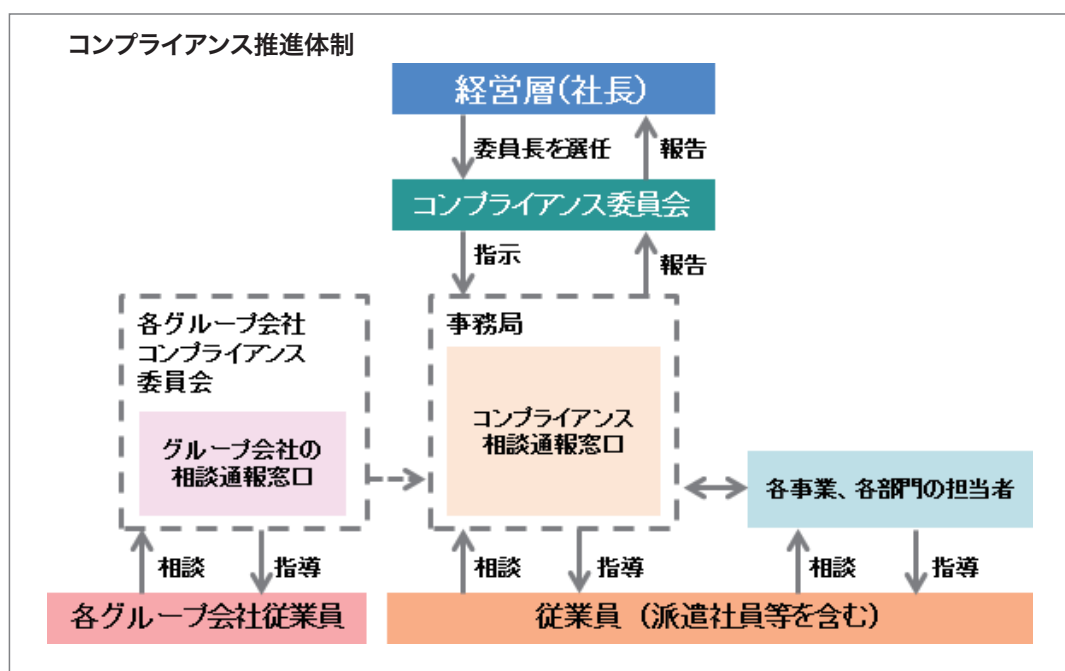 コンプライアンス推進体制
経営層(社長)
委員長を選任
報告
コンプライアンス委員会
指示
報告
各グループ会社
コンプライアンス
委員会
グループ会社の
相談通報窓口
事務局
コンプライアンス
相談通報窓口
各事業、各部門の担当者
相談
指導
相談
指導
相談
指導
各グループ会社従業員
従業員（派遣社員等を含む）